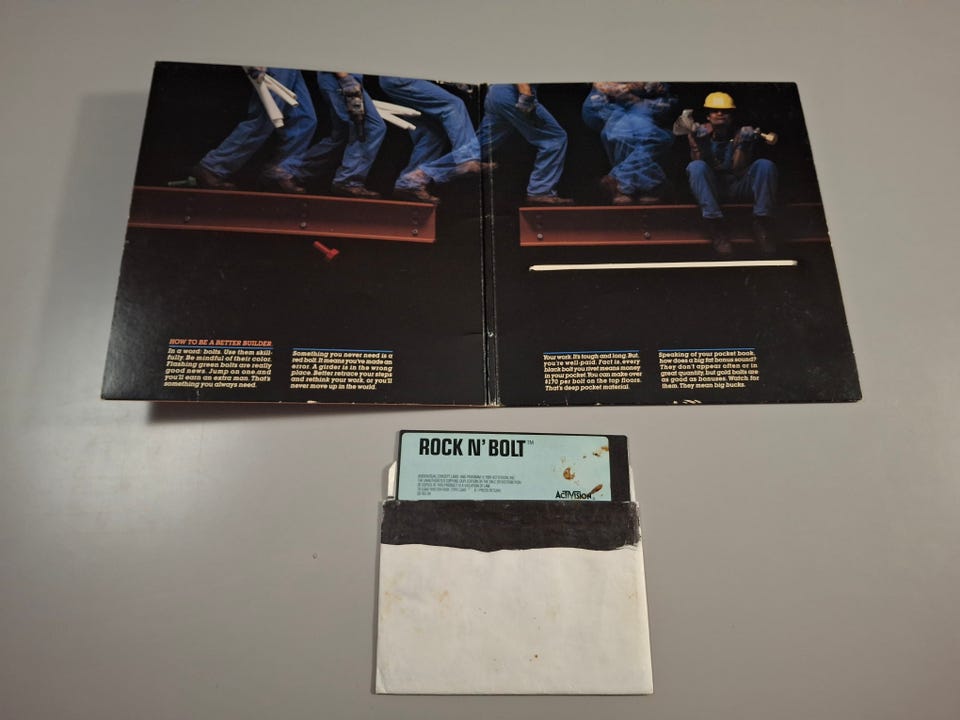 HOW TO BE A BETTER BUILDER.
In a word: bolts. Use them skill-
fully. Be mindful of their color.
Flashing green bolts are really
good news. Jump on one and
you'll earn an extra man. That's
something you always need.
Something you never need is a
red bolt. It means you've made an
error. A girder is in the wrong
place. Better retrace your steps
and rethink your work, or you'll
never move up in the world.
Your work. It's tough and long. But,
you're well-paid. Fact is, every
black bolt you rivet means money
in your pocket. You can make over
$170 per bolt on the top floors.
That's deep pocket material.
Speaking of your pocket book,
how does a big fat bonus sound?
They don't appear often or in
great quantity, but gold bolts are
as good as bonuses. Watch for
them. They mean big bucks.
ROCK N' BOLT™
ACTIVISION